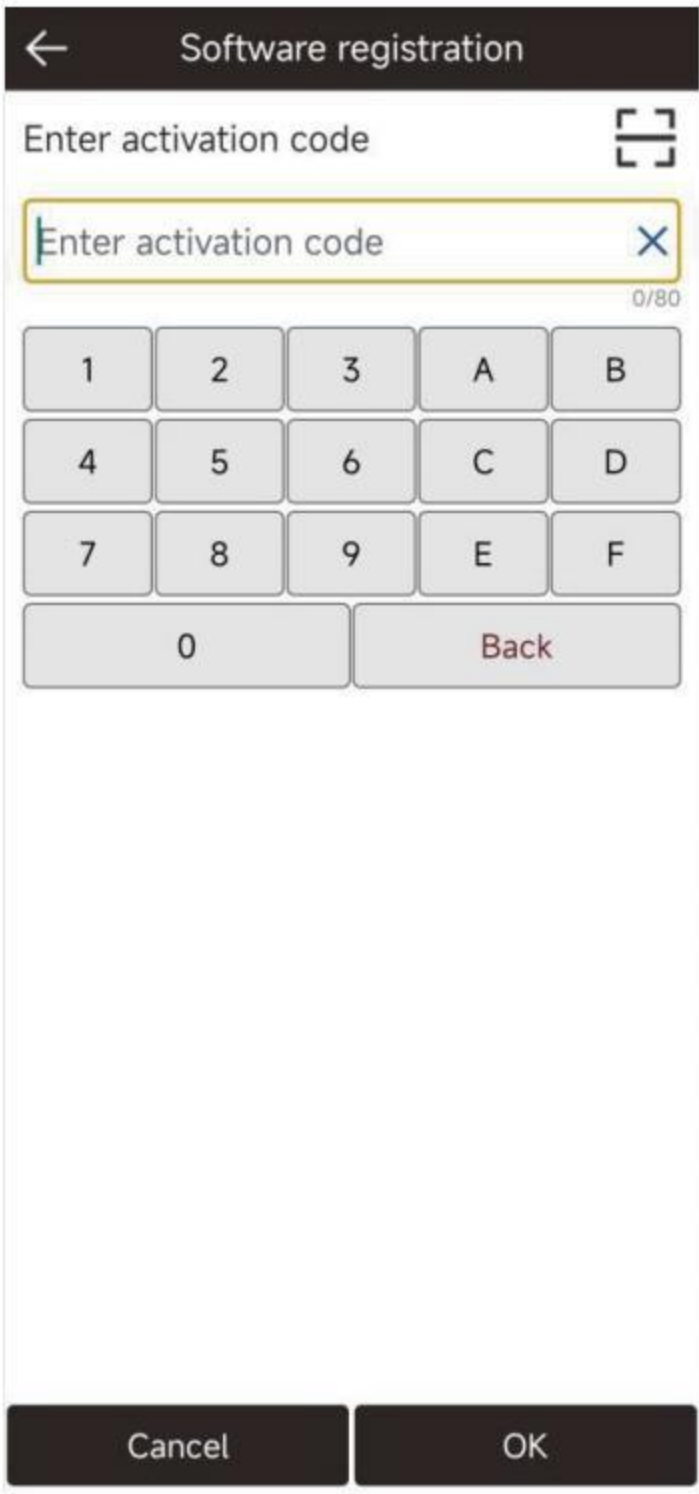 Software registration
Enter activation code
Enter activation code
0/80
1 2 3 A B
4 5 6 C D
7 8 9 E F
0 Back
Cancel OK